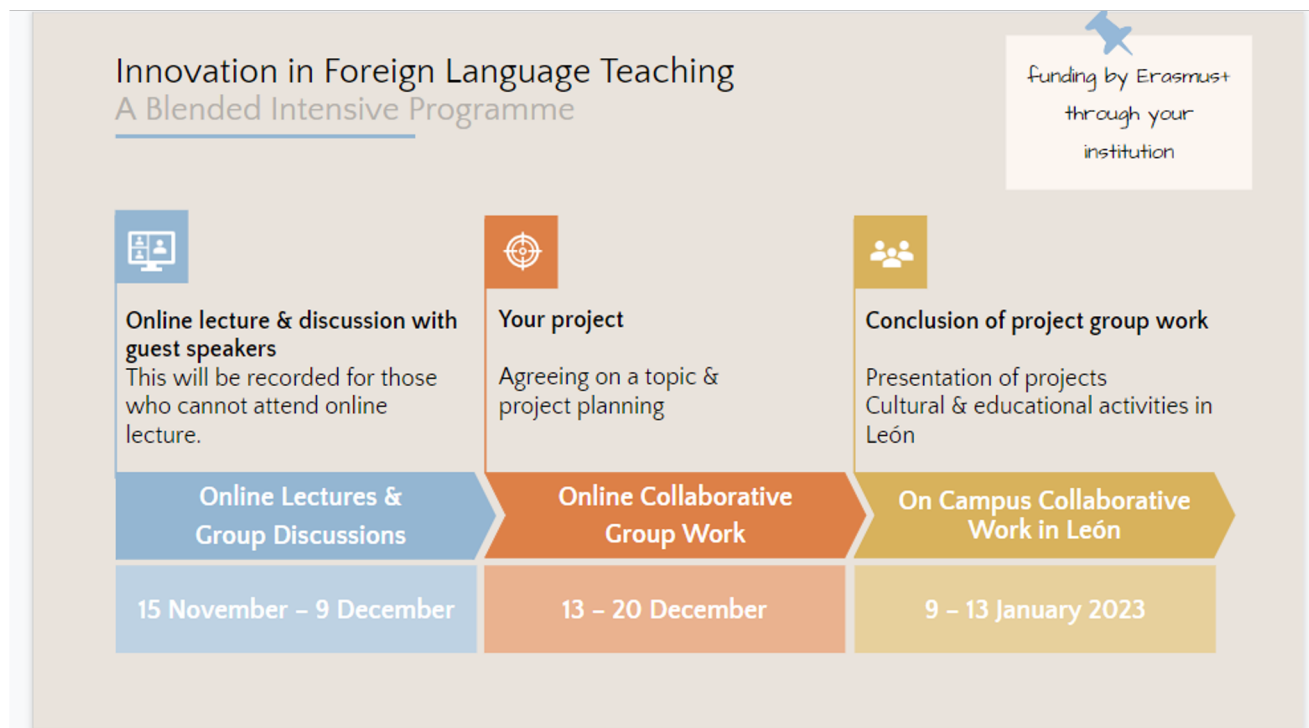 Innovation in Foreign Language Teaching
A Blended Intensive Programme
funding by Erasmus+
through your
institution
Online lecture & discussion with
guest speakers
This will be recorded for those
who cannot attend online
lecture.
Your project
Agreeing on a topic &
project planning
Conclusion of project group work
Presentation of projects
Cultural & educational activities in
León
Online Lectures &
Group Discussions
Online Collaborative
Group Work
On Campus Collaborative
Work in León
15 November – 9 December
13 – 20 December
9 – 13 January 2023